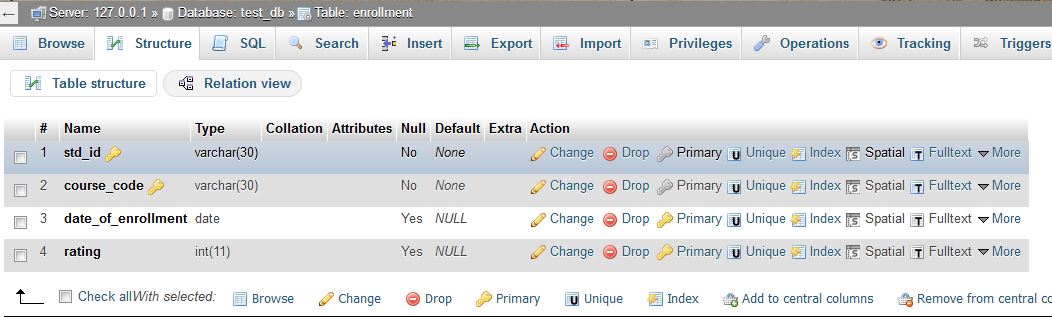 ← Server: 127.0.0.1 » Database: test_db » Table: enrollment
Browse Structure SQL Search Insert Export Import Privileges Operations Tracking Triggers
Table structure Relation view
# Name Type Collation Attributes Null Default Extra Action
1 std_id varchar(30) No None Change Drop Primary Unique Index Spatial Fulltext More
2 course_code varchar(30) No None Change Drop Primary Unique Index Spatial Fulltext More
3 date_of_enrollment date Yes NULL Change Drop Primary Unique Index Spatial Fulltext More
4 rating int(11) Yes NULL Change Drop Primary Unique Index Spatial Fulltext More
Check all With selected: Browse Change Drop Primary Unique Index Add to central columns Remove from central co